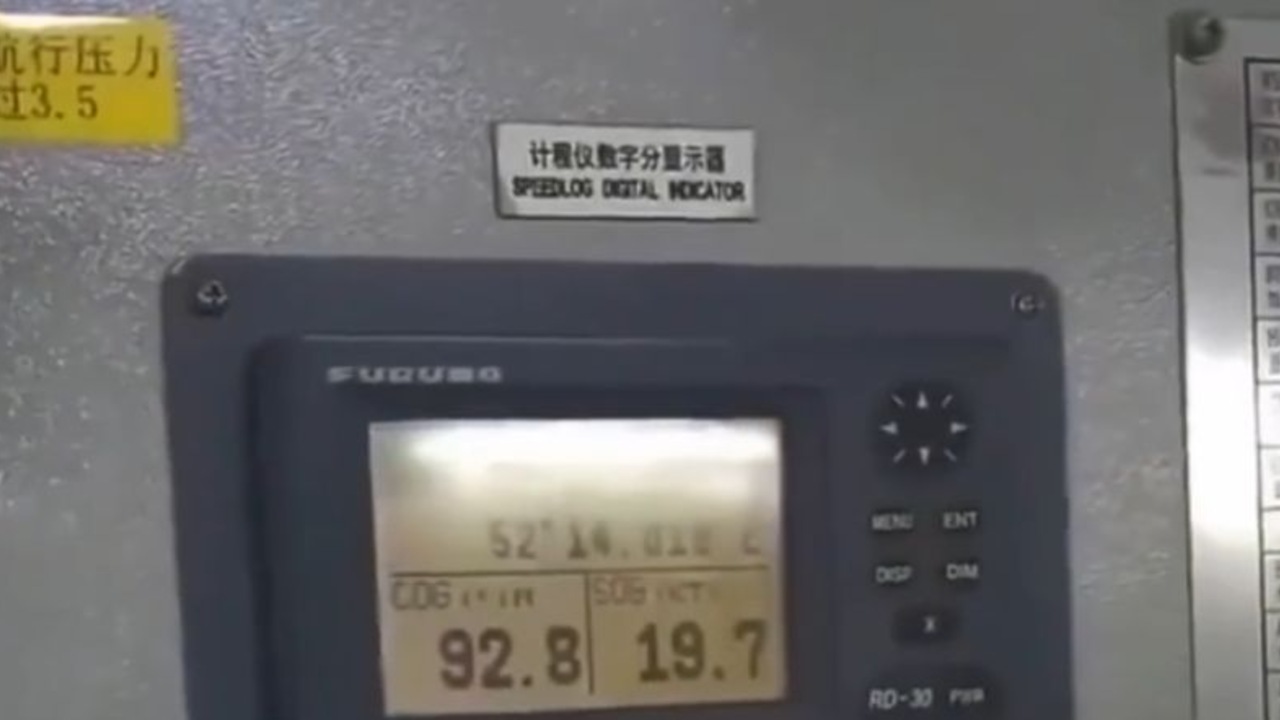 航行压力
过3.5
计程仪数字分显示器
SPEEDLOG DIGITAL INDICATOR
FURUNO
52°14.018 E
COG SOG
92.8 19.7
MENU ENT
DISP DIM
X
RD-30 PWR